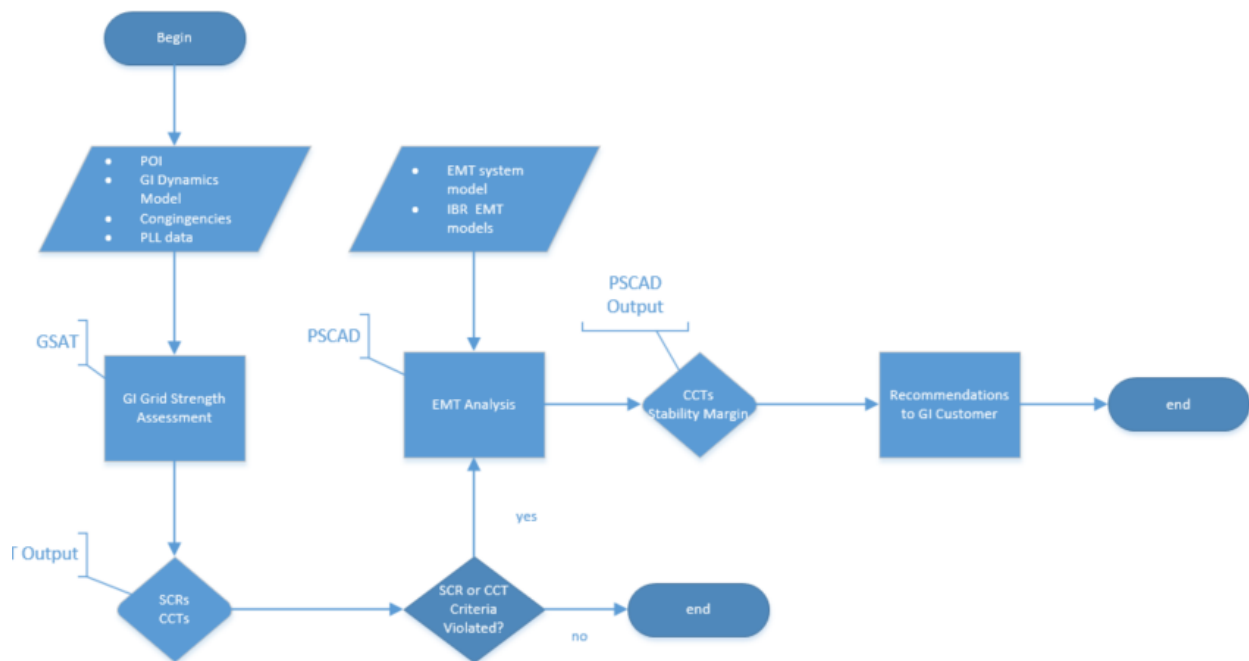 Begin
• POI
• GI Dynamics
Model
• Congingencies
• PLL data
• EMT system
model
• IBR EMT
models
GSAT
GI Grid Strength
Assessment
PSCAD
EMT Analysis
PSCAD
Output
CCTs
Stability Margin
Recommendations
to GI Customer
end
yes
T Output
SCRs
CCTs
SCR or CCT
Criteria
Violated?
no
end